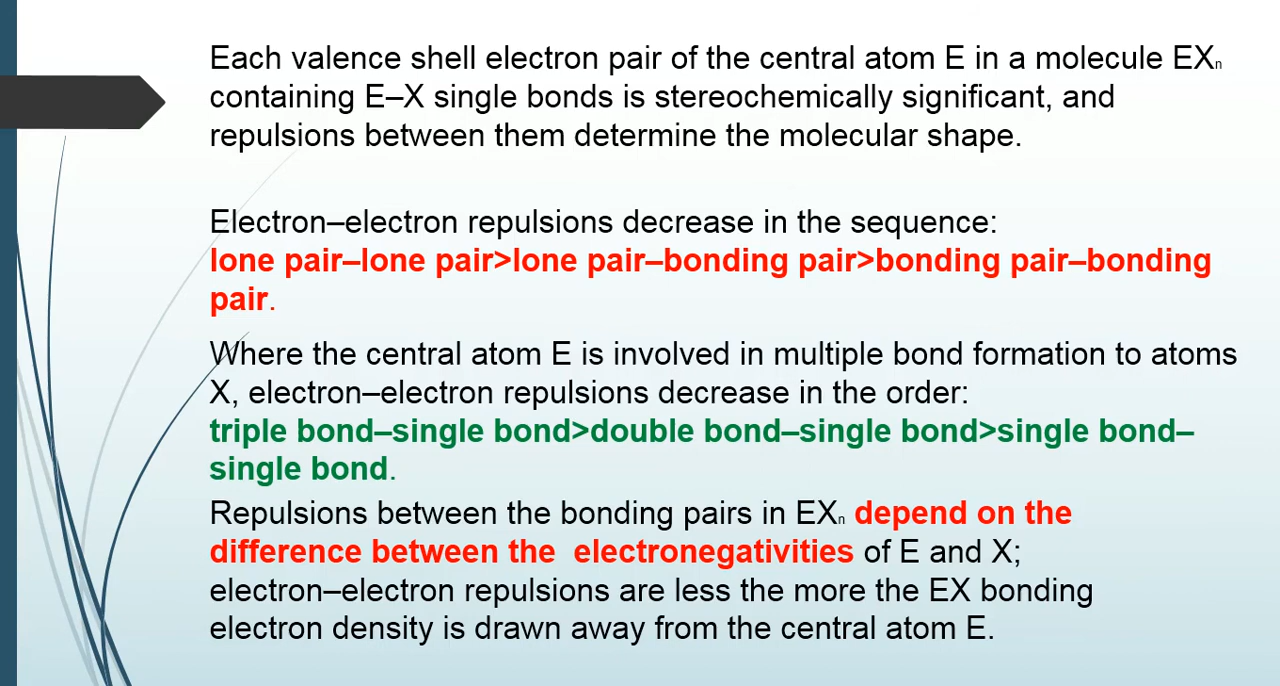 Each valence shell electron pair of the central atom E in a molecule EXₙ
containing E–X single bonds is stereochemically significant, and
repulsions between them determine the molecular shape.
Electron–electron repulsions decrease in the sequence:
lone pair–lone pair>lone pair–bonding pair>bonding pair–bonding
pair.
Where the central atom E is involved in multiple bond formation to atoms
X, electron–electron repulsions decrease in the order:
triple bond–single bond>double bond–single bond>single bond–
single bond.
Repulsions between the bonding pairs in EXₙ depend on the
difference between the electronegativities of E and X;
electron–electron repulsions are less the more the EX bonding
electron density is drawn away from the central atom E.